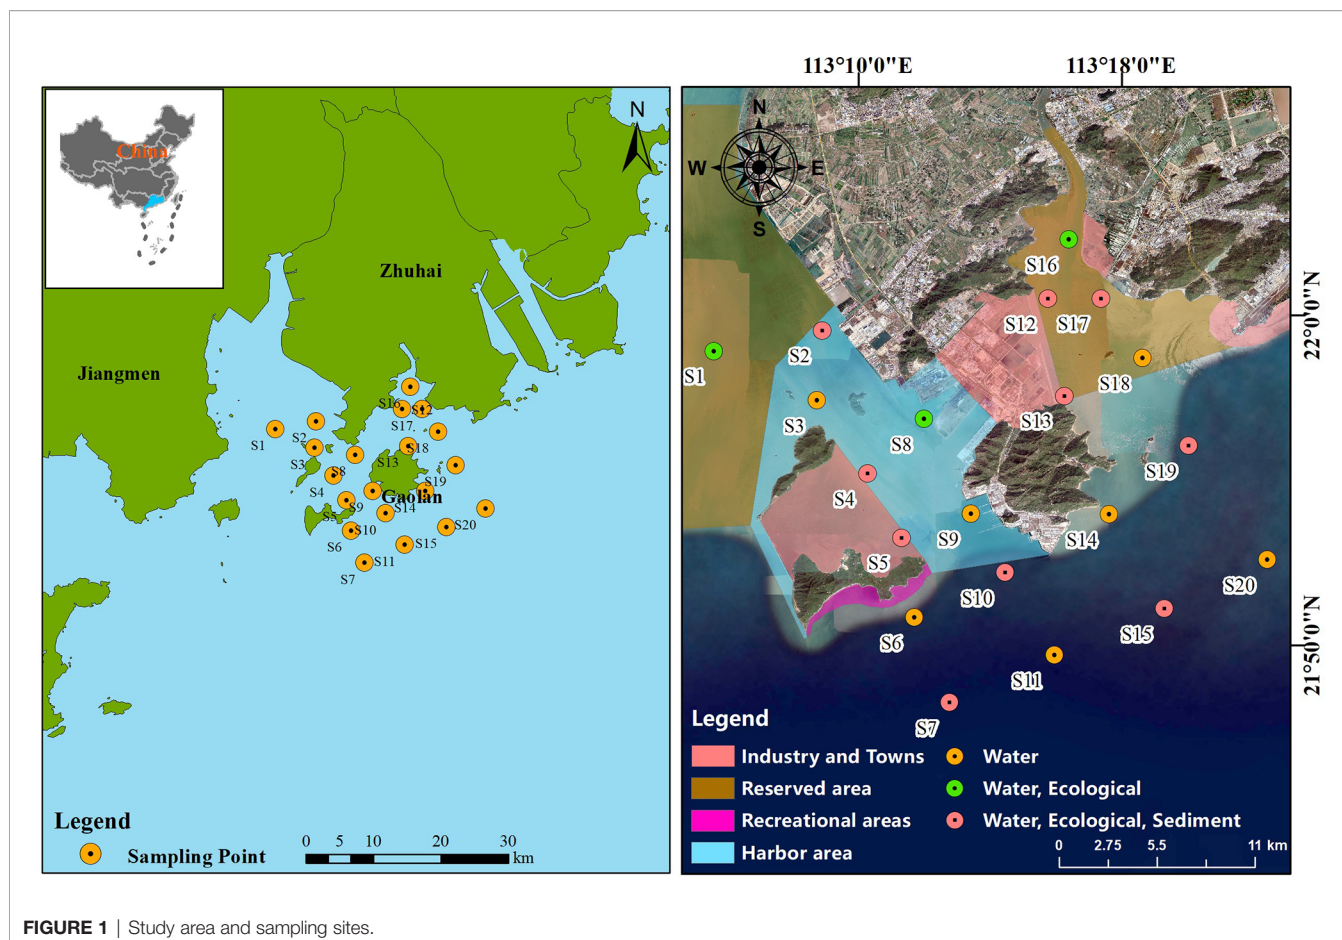 China
N
Zhuhai
Jiangmen
S16
S12
S17
S1
S2
S18
S3
S8
S13
S19
S4
Gaolan
S9
S5
S14
S10
S20
S6
S15
S11
S7
Legend
Sampling Point
0 5 10 20 30
km
113°10'0"E 113°18'0"E
N
W E
S
S16
S12 S17
22°0'0"N
S2
S1
S18
S3
S8
S13
S4
S19
S9
S14
S5
S10
S20
S6
S15
21°50'0"N
S11
S7
Legend
Industry and Towns
Water
Reserved area
Water, Ecological
Recreational areas
Water, Ecological, Sediment
Harbor area
0 2.75 5.5 11 km
FIGURE 1 | Study area and sampling sites.